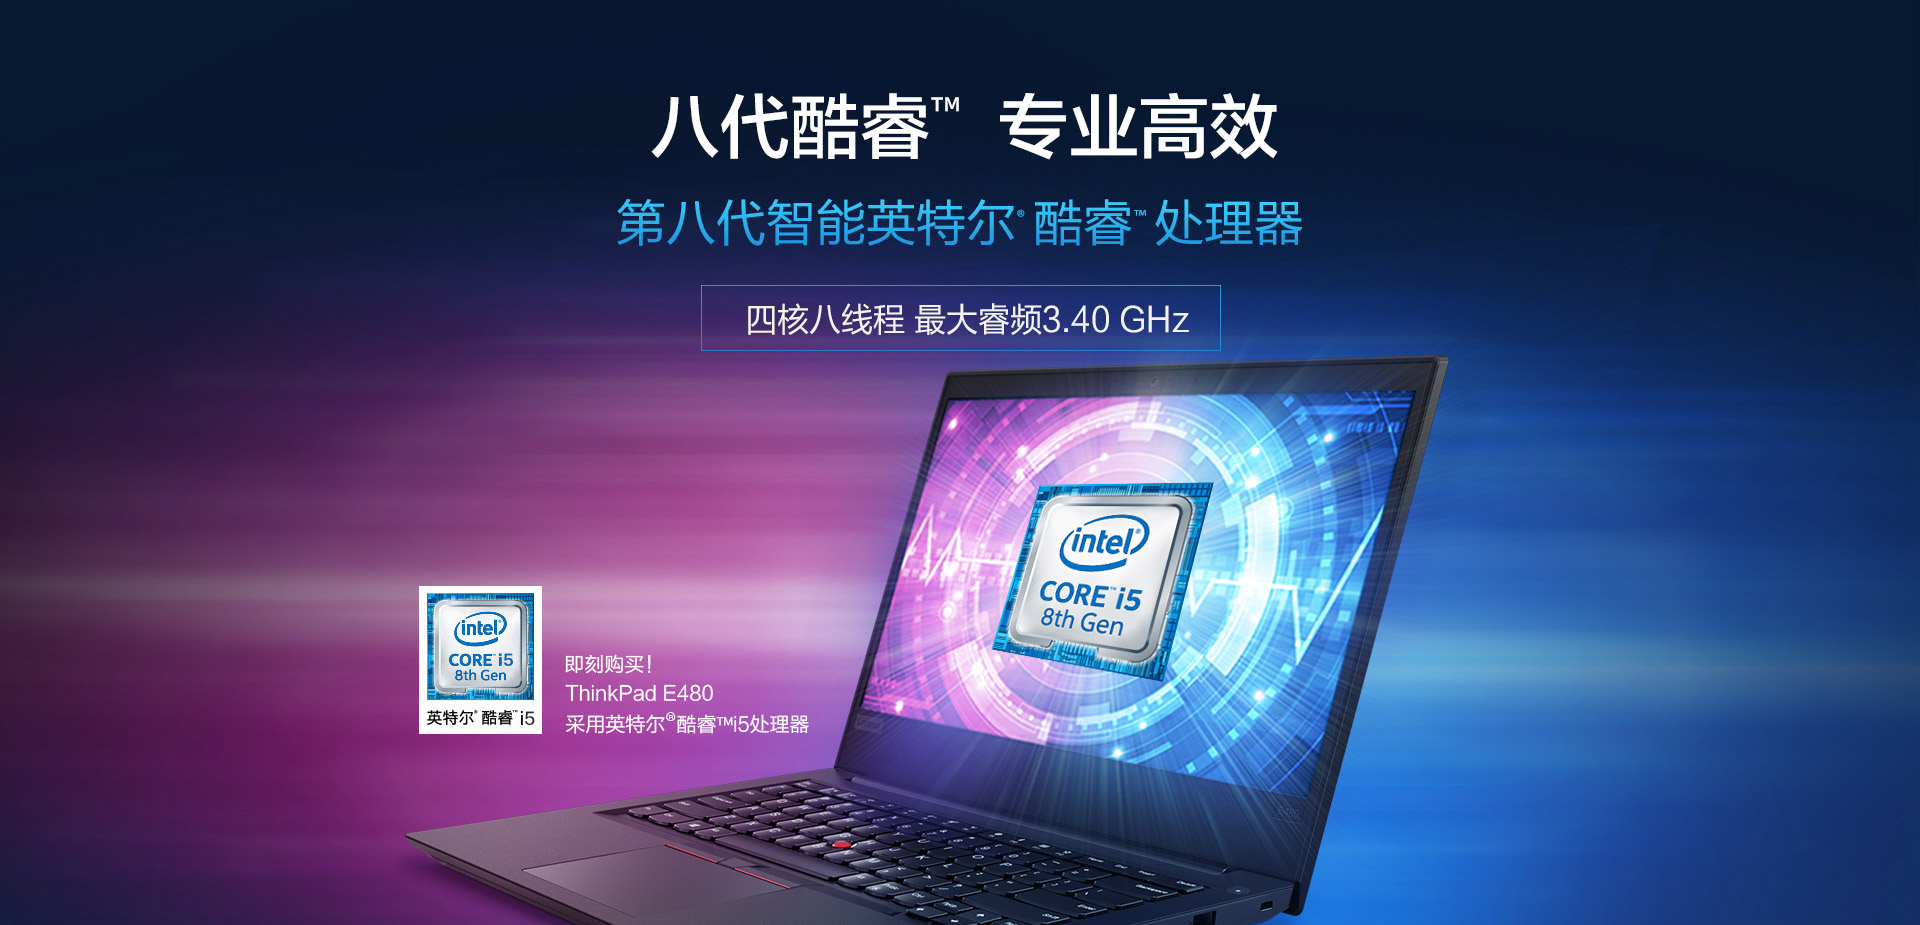 八代酷睿™ 专业高效
第八代智能英特尔® 酷睿™ 处理器
四核八线程 最大睿频3.40 GHz
intel®
CORE™ i5
8th Gen
intel®
CORE™ i5
8th Gen
英特尔® 酷睿™ i5
即刻购买!
ThinkPad E480
采用英特尔®酷睿™i5处理器
E480